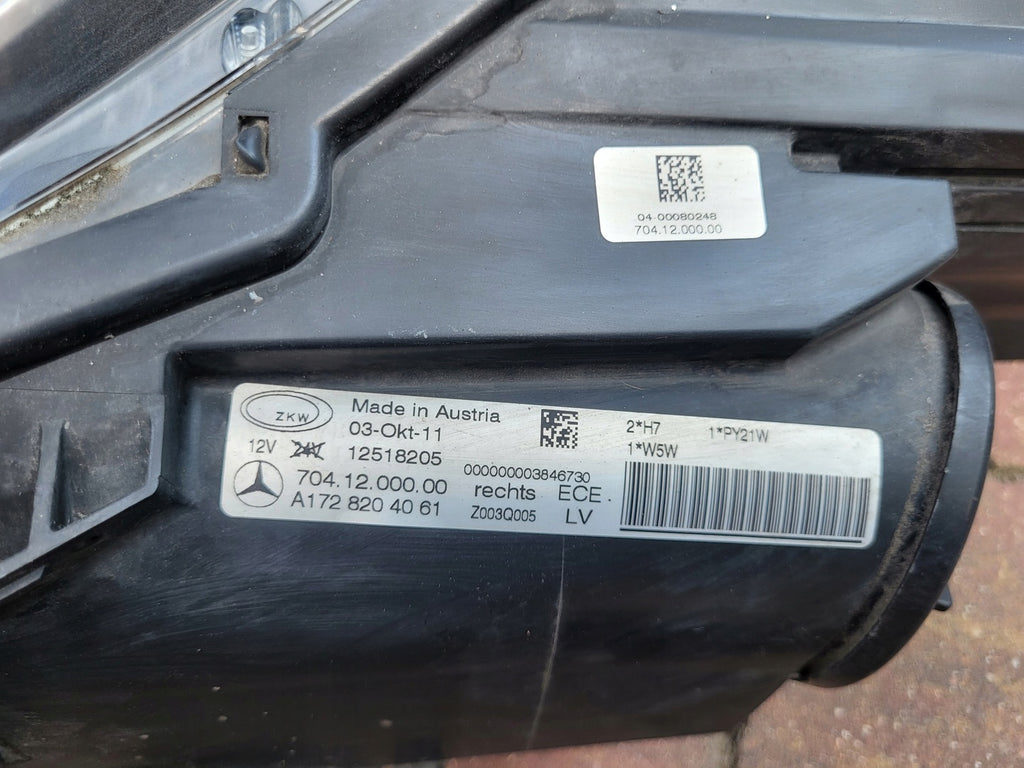 04-00080248
704.12.000.00
ZKW
Made in Austria
03-Okt-11
12V 24V 12518205
704.12.000.00
A172 820 40 61
000000003846730
rechts ECE
Z003Q005 LV
2*H7 1*PY21W
1*W5W